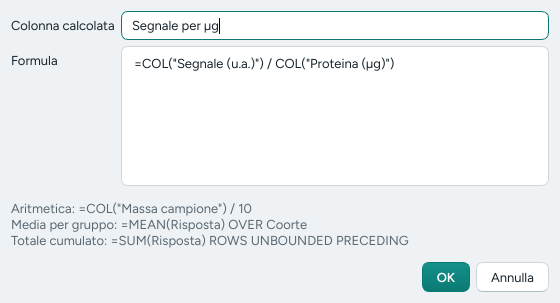 Colonna calcolata Segnale per µg
Formula =COL("Segnale (u.a.)") / COL("Proteina (µg)")
Aritmetica: =COL("Massa campione") / 10
Media per gruppo: =MEAN(Risposta) OVER Coorte
Totale cumulato: =SUM(Risposta) ROWS UNBOUNDED PRECEDING
OK Annulla